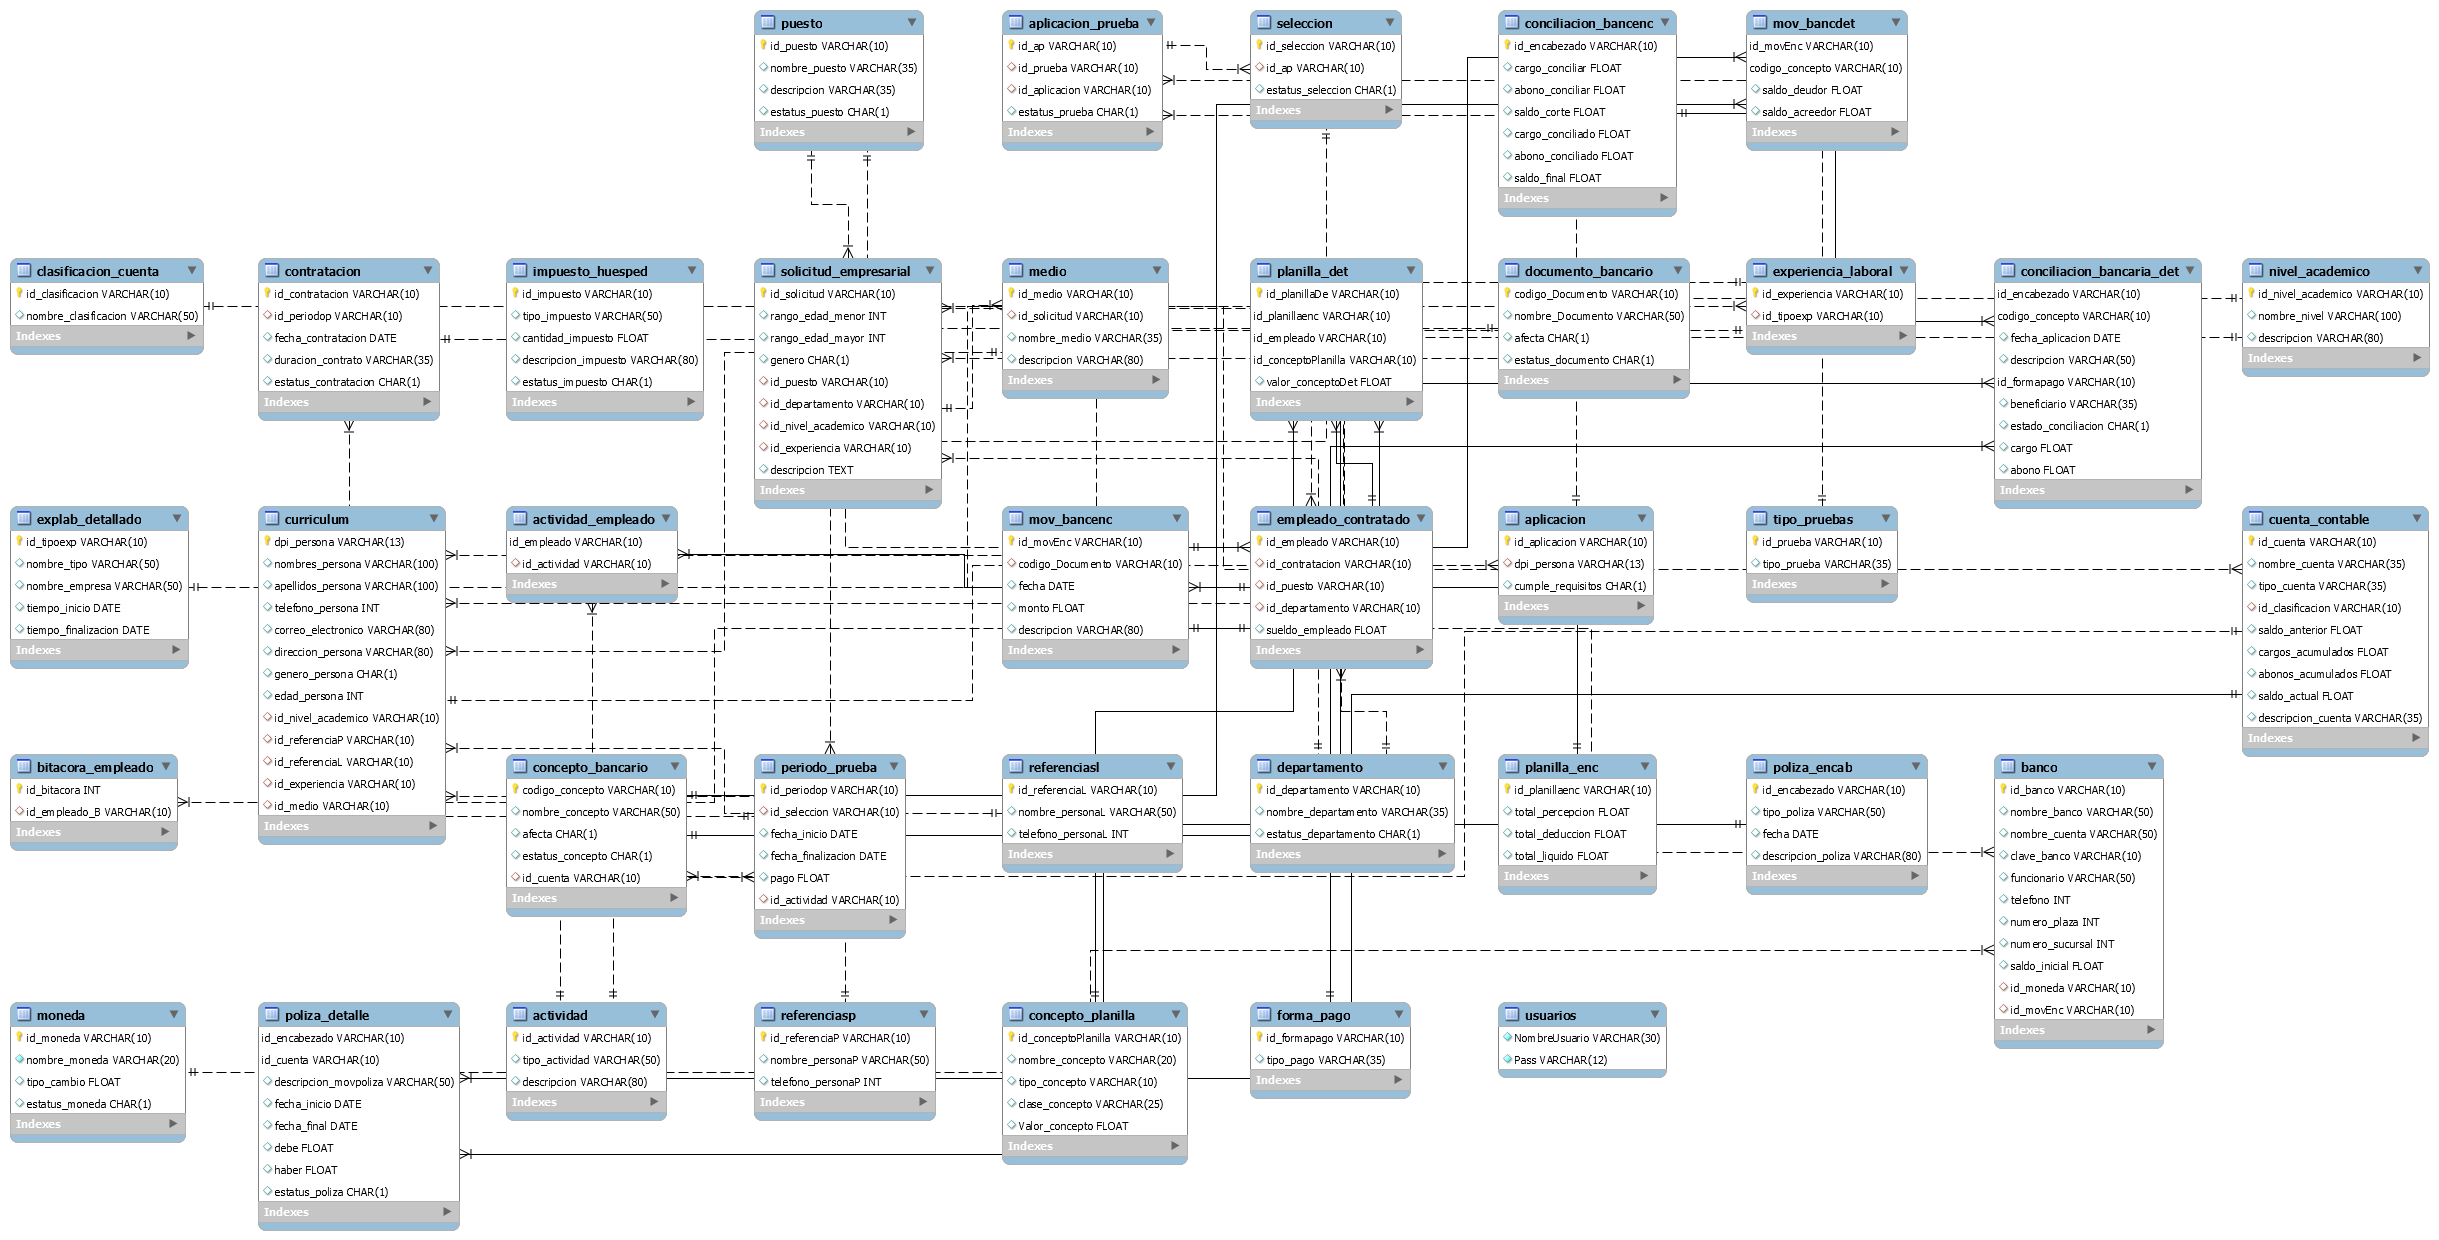 puesto
id_puesto VARCHAR(10)
nombre_puesto VARCHAR(35)
descripcion VARCHAR(35)
estatus_puesto CHAR(1)
Indexes
aplicacion_prueba
id_ap VARCHAR(10)
id_prueba VARCHAR(10)
id_aplicacion VARCHAR(10)
estatus_prueba CHAR(1)
Indexes
seleccion
id_seleccion VARCHAR(10)
id_ap VARCHAR(10)
estatus_seleccion CHAR(1)
Indexes
conciliacion_bancenc
id_encabezado VARCHAR(10)
cargo_conciliar FLOAT
abono_conciliar FLOAT
saldo_corte FLOAT
cargo_conciliado FLOAT
abono_conciliado FLOAT
saldo_final FLOAT
Indexes
mov_bancdet
id_movEnc VARCHAR(10)
codigo_concepto VARCHAR(10)
saldo_deudor FLOAT
saldo_acreedor FLOAT
Indexes
clasificacion_cuenta
id_clasificacion VARCHAR(10)
nombre_clasificacion VARCHAR(50)
Indexes
contratacion
id_contratacion VARCHAR(10)
id_periodop VARCHAR(10)
fecha_contratacion DATE
duracion_contrato VARCHAR(35)
estatus_contratacion CHAR(1)
Indexes
impuesto_huesped
id_impuesto VARCHAR(10)
tipo_impuesto VARCHAR(50)
cantidad_impuesto FLOAT
descripcion_impuesto VARCHAR(80)
estatus_impuesto CHAR(1)
Indexes
solicitud_empresarial
id_solicitud VARCHAR(10)
rango_edad_menor INT
rango_edad_mayor INT
genero CHAR(1)
id_puesto VARCHAR(10)
id_departamento VARCHAR(10)
id_nivel_academico VARCHAR(10)
id_experiencia VARCHAR(10)
descripcion TEXT
Indexes
medio
id_medio VARCHAR(10)
id_solicitud VARCHAR(10)
nombre_medio VARCHAR(35)
descripcion VARCHAR(80)
Indexes
planilla_det
id_planillaDe VARCHAR(10)
id_planillaenc VARCHAR(10)
id_empleado VARCHAR(10)
id_conceptoPlanilla VARCHAR(10)
valor_conceptoDet FLOAT
Indexes
documento_bancario
codigo_Documento VARCHAR(10)
nombre_Documento VARCHAR(50)
afecta CHAR(1)
estatus_documento CHAR(1)
Indexes
experiencia_laboral
id_experiencia VARCHAR(10)
id_tipoexp VARCHAR(10)
Indexes
conciliacion_bancaria_det
id_encabezado VARCHAR(10)
codigo_concepto VARCHAR(10)
fecha_aplicacion DATE
descripcion VARCHAR(50)
id_formapago VARCHAR(10)
beneficiario VARCHAR(35)
estado_conciliacion CHAR(1)
cargo FLOAT
abono FLOAT
Indexes
nivel_academico
id_nivel_academico VARCHAR(10)
nombre_nivel VARCHAR(100)
descripcion VARCHAR(80)
Indexes
explab_detallado
id_tipoexp VARCHAR(10)
nombre_tipo VARCHAR(50)
nombre_empresa VARCHAR(50)
tiempo_inicio DATE
tiempo_finalizacion DATE
Indexes
curriculum
dpi_persona VARCHAR(13)
nombres_persona VARCHAR(100)
apellidos_persona VARCHAR(100)
telefono_persona INT
correo_electronico VARCHAR(80)
direccion_persona VARCHAR(80)
genero_persona CHAR(1)
edad_persona INT
id_nivel_academico VARCHAR(10)
id_referenciaP VARCHAR(10)
id_referenciaL VARCHAR(10)
id_experiencia VARCHAR(10)
id_medio VARCHAR(10)
Indexes
actividad_empleado
id_empleado VARCHAR(10)
id_actividad VARCHAR(10)
Indexes
mov_bancenc
id_movEnc VARCHAR(10)
codigo_Documento VARCHAR(10)
fecha DATE
monto FLOAT
descripcion VARCHAR(80)
Indexes
empleado_contratado
id_empleado VARCHAR(10)
id_contratacion VARCHAR(10)
id_puesto VARCHAR(10)
id_departamento VARCHAR(10)
sueldo_empleado FLOAT
Indexes
aplicacion
id_aplicacion VARCHAR(10)
dpi_persona VARCHAR(13)
cumple_requisitos CHAR(1)
Indexes
tipo_pruebas
id_prueba VARCHAR(10)
tipo_prueba VARCHAR(35)
Indexes
cuenta_contable
id_cuenta VARCHAR(10)
nombre_cuenta VARCHAR(35)
tipo_cuenta VARCHAR(35)
id_clasificacion VARCHAR(10)
saldo_anterior FLOAT
cargos_acumulados FLOAT
abonos_acumulados FLOAT
saldo_actual FLOAT
descripcion_cuenta VARCHAR(35)
Indexes
bitacora_empleado
id_bitacora INT
id_empleado_B VARCHAR(10)
Indexes
concepto_bancario
codigo_concepto VARCHAR(10)
nombre_concepto VARCHAR(50)
afecta CHAR(1)
estatus_concepto CHAR(1)
id_cuenta VARCHAR(10)
Indexes
periodo_prueba
id_periodop VARCHAR(10)
id_seleccion VARCHAR(10)
fecha_inicio DATE
fecha_finalizacion DATE
pago FLOAT
id_actividad VARCHAR(10)
Indexes
referenciasl
id_referenciaL VARCHAR(10)
nombre_personaL VARCHAR(50)
telefono_personaL INT
Indexes
departamento
id_departamento VARCHAR(10)
nombre_departamento VARCHAR(35)
estatus_departamento CHAR(1)
Indexes
planilla_enc
id_planillaenc VARCHAR(10)
total_percepcion FLOAT
total_deduccion FLOAT
total_liquido FLOAT
Indexes
poliza_encab
id_encabezado VARCHAR(10)
tipo_poliza VARCHAR(50)
fecha DATE
descripcion_poliza VARCHAR(80)
Indexes
banco
id_banco VARCHAR(10)
nombre_banco VARCHAR(50)
nombre_cuenta VARCHAR(50)
clave_banco VARCHAR(10)
funcionario VARCHAR(50)
telefono INT
numero_plaza INT
numero_sucursal INT
saldo_inicial FLOAT
id_moneda VARCHAR(10)
id_movEnc VARCHAR(10)
Indexes
moneda
id_moneda VARCHAR(10)
nombre_moneda VARCHAR(20)
tipo_cambio FLOAT
estatus_moneda CHAR(1)
Indexes
poliza_detalle
id_encabezado VARCHAR(10)
id_cuenta VARCHAR(10)
descripcion_movpoliza VARCHAR(50)
fecha_inicio DATE
fecha_final DATE
debe FLOAT
haber FLOAT
estatus_poliza CHAR(1)
Indexes
actividad
id_actividad VARCHAR(10)
tipo_actividad VARCHAR(50)
descripcion VARCHAR(80)
Indexes
referenciasp
id_referenciaP VARCHAR(10)
nombre_personaP VARCHAR(50)
telefono_personaP INT
Indexes
concepto_planilla
id_conceptoPlanilla VARCHAR(10)
nombre_concepto VARCHAR(20)
tipo_concepto VARCHAR(10)
clase_concepto VARCHAR(25)
Valor_concepto FLOAT
Indexes
forma_pago
id_formapago VARCHAR(10)
tipo_pago VARCHAR(35)
Indexes
usuarios
NombreUsuario VARCHAR(30)
Pass VARCHAR(12)